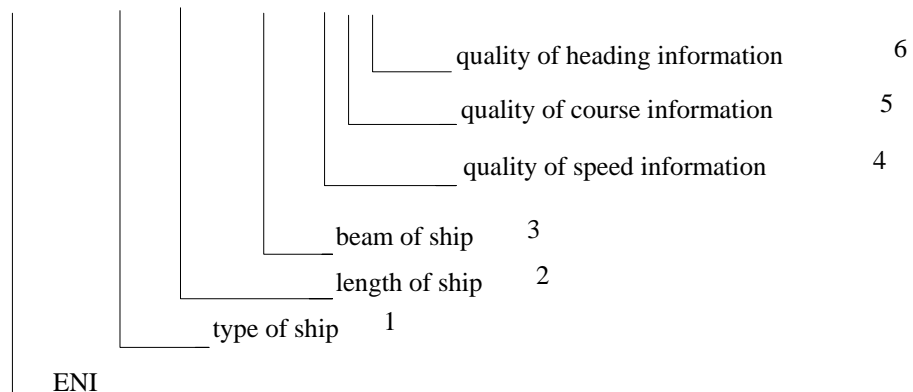 quality of heading information 6
quality of course information 5
quality of speed information 4
beam of ship 3
length of ship 2
type of ship 1
ENI